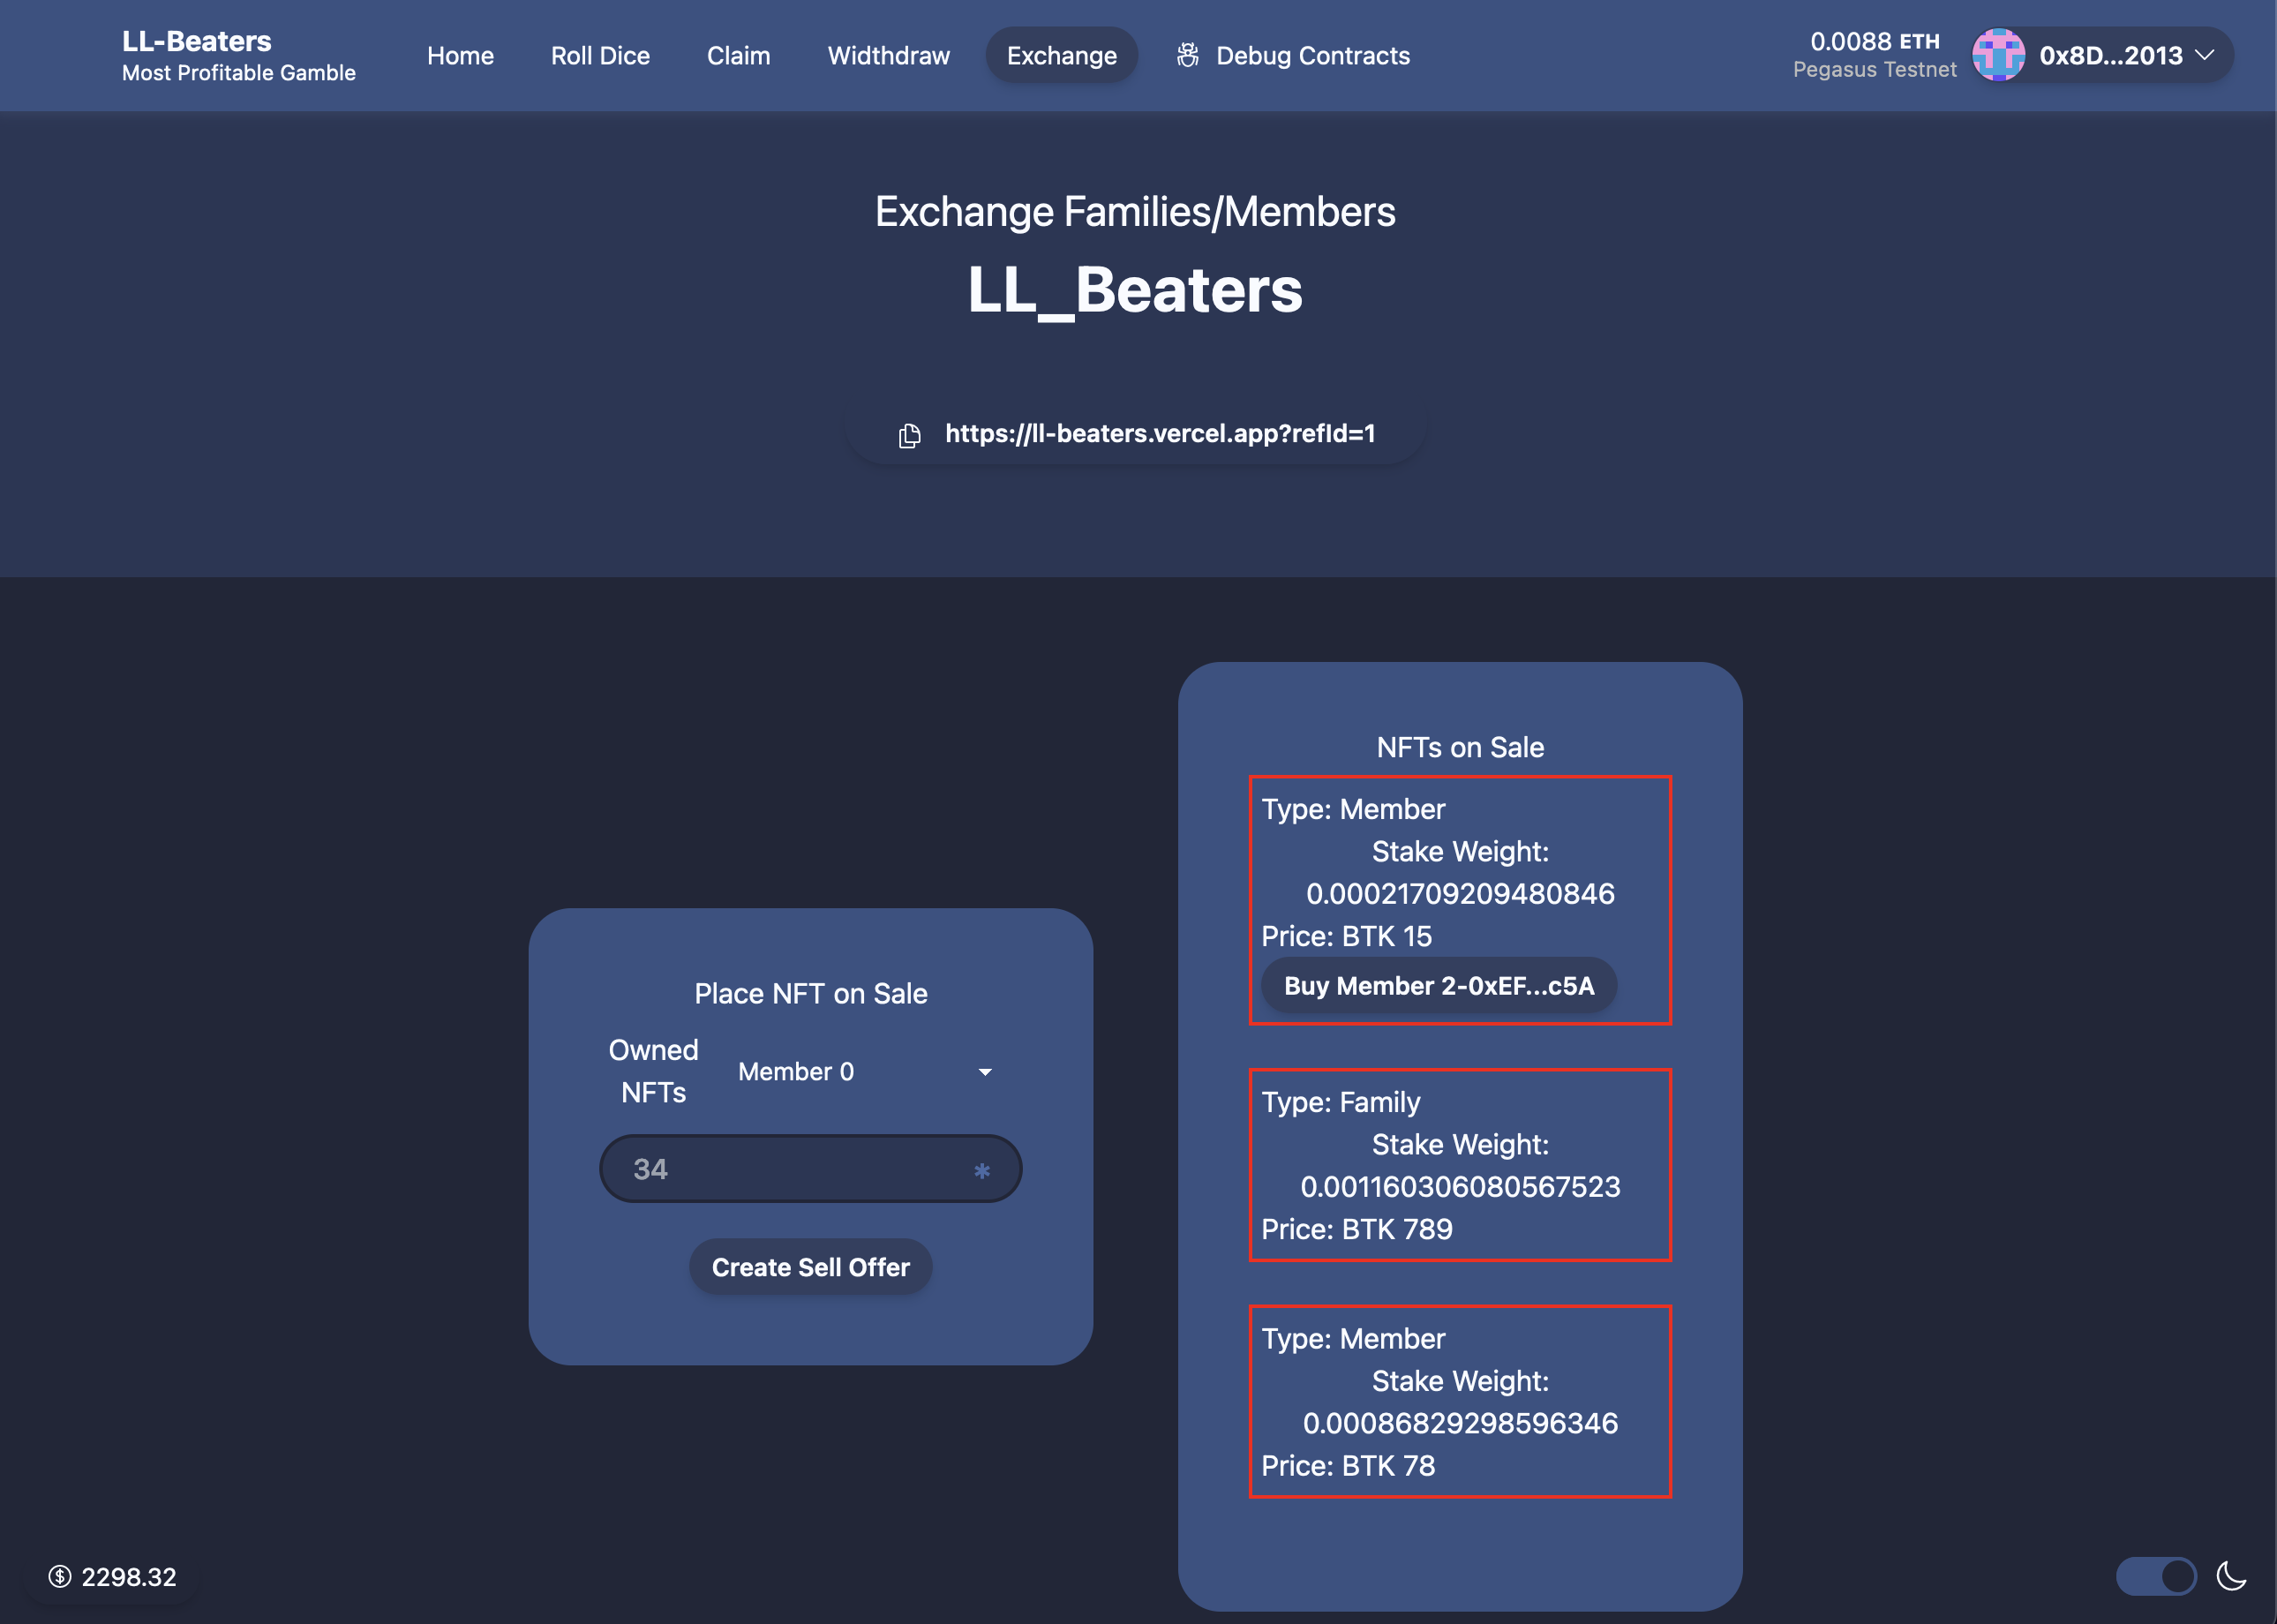 LL-Beaters
Most Profitable Gamble
Home
Roll Dice
Claim
Widthdraw
Exchange
Debug Contracts
0.0088 ETH
Pegasus Testnet
0x8D...2013
Exchange Families/Members
LL_Beaters
https://ll-beaters.vercel.app?refId=1
Place NFT on Sale
Owned
NFTs
Member 0
34
*
Create Sell Offer
NFTs on Sale
Type: Member
Stake Weight:
0.00021709209480846
Price: BTK 15
Buy Member 2-0xEF...c5A
Type: Family
Stake Weight:
0.001160306080567523
Price: BTK 789
Type: Member
Stake Weight:
0.00086829298596346
Price: BTK 78
2298.32